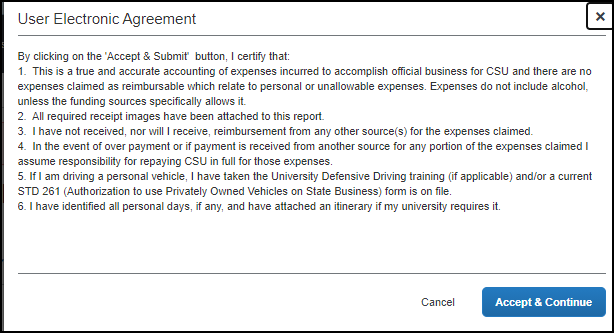 User Electronic Agreement
×
By clicking on the 'Accept & Submit'  button, I certify that:
1.  This is a true and accurate accounting of expenses incurred to accomplish official business for CSU and there are no
expenses claimed as reimbursable which relate to personal or unallowable expenses. Expenses do not include alcohol,
unless the funding sources specifically allows it.
2.  All required receipt images have been attached to this report.
3.  I have not received, nor will I receive, reimbursement from any other source(s) for the expenses claimed.
4.  In the event of over payment or if payment is received from another source for any portion of the expenses claimed I
assume responsibility for repaying CSU in full for those expenses.
5. If I am driving a personal vehicle, I have taken the University Defensive Driving training (if applicable) and/or a current
STD 261 (Authorization to use Privately Owned Vehicles on State Business) form is on file.
6. I have identified all personal days, if any, and have attached an itinerary if my university requires it.
Cancel
Accept & Continue